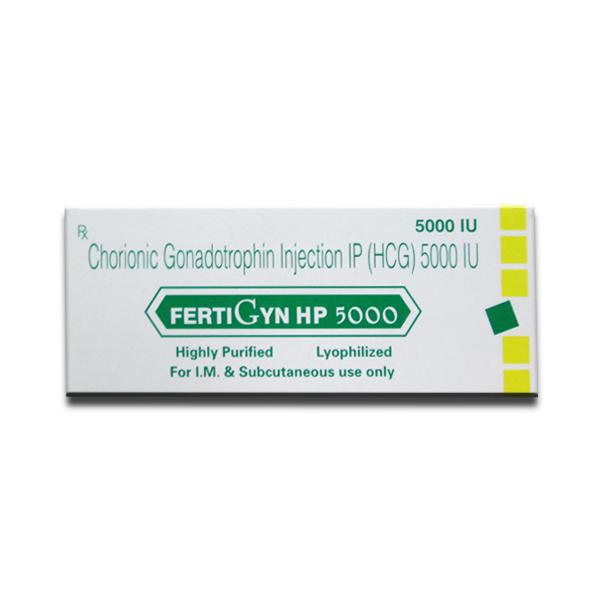 5000 IU
Rx
Chorionic Gonadotrophin Injection IP (HCG) 5000 IU
FERTIGYN HP 5000
Highly Purified Lyophilized
For I.M. & Subcutaneous use only